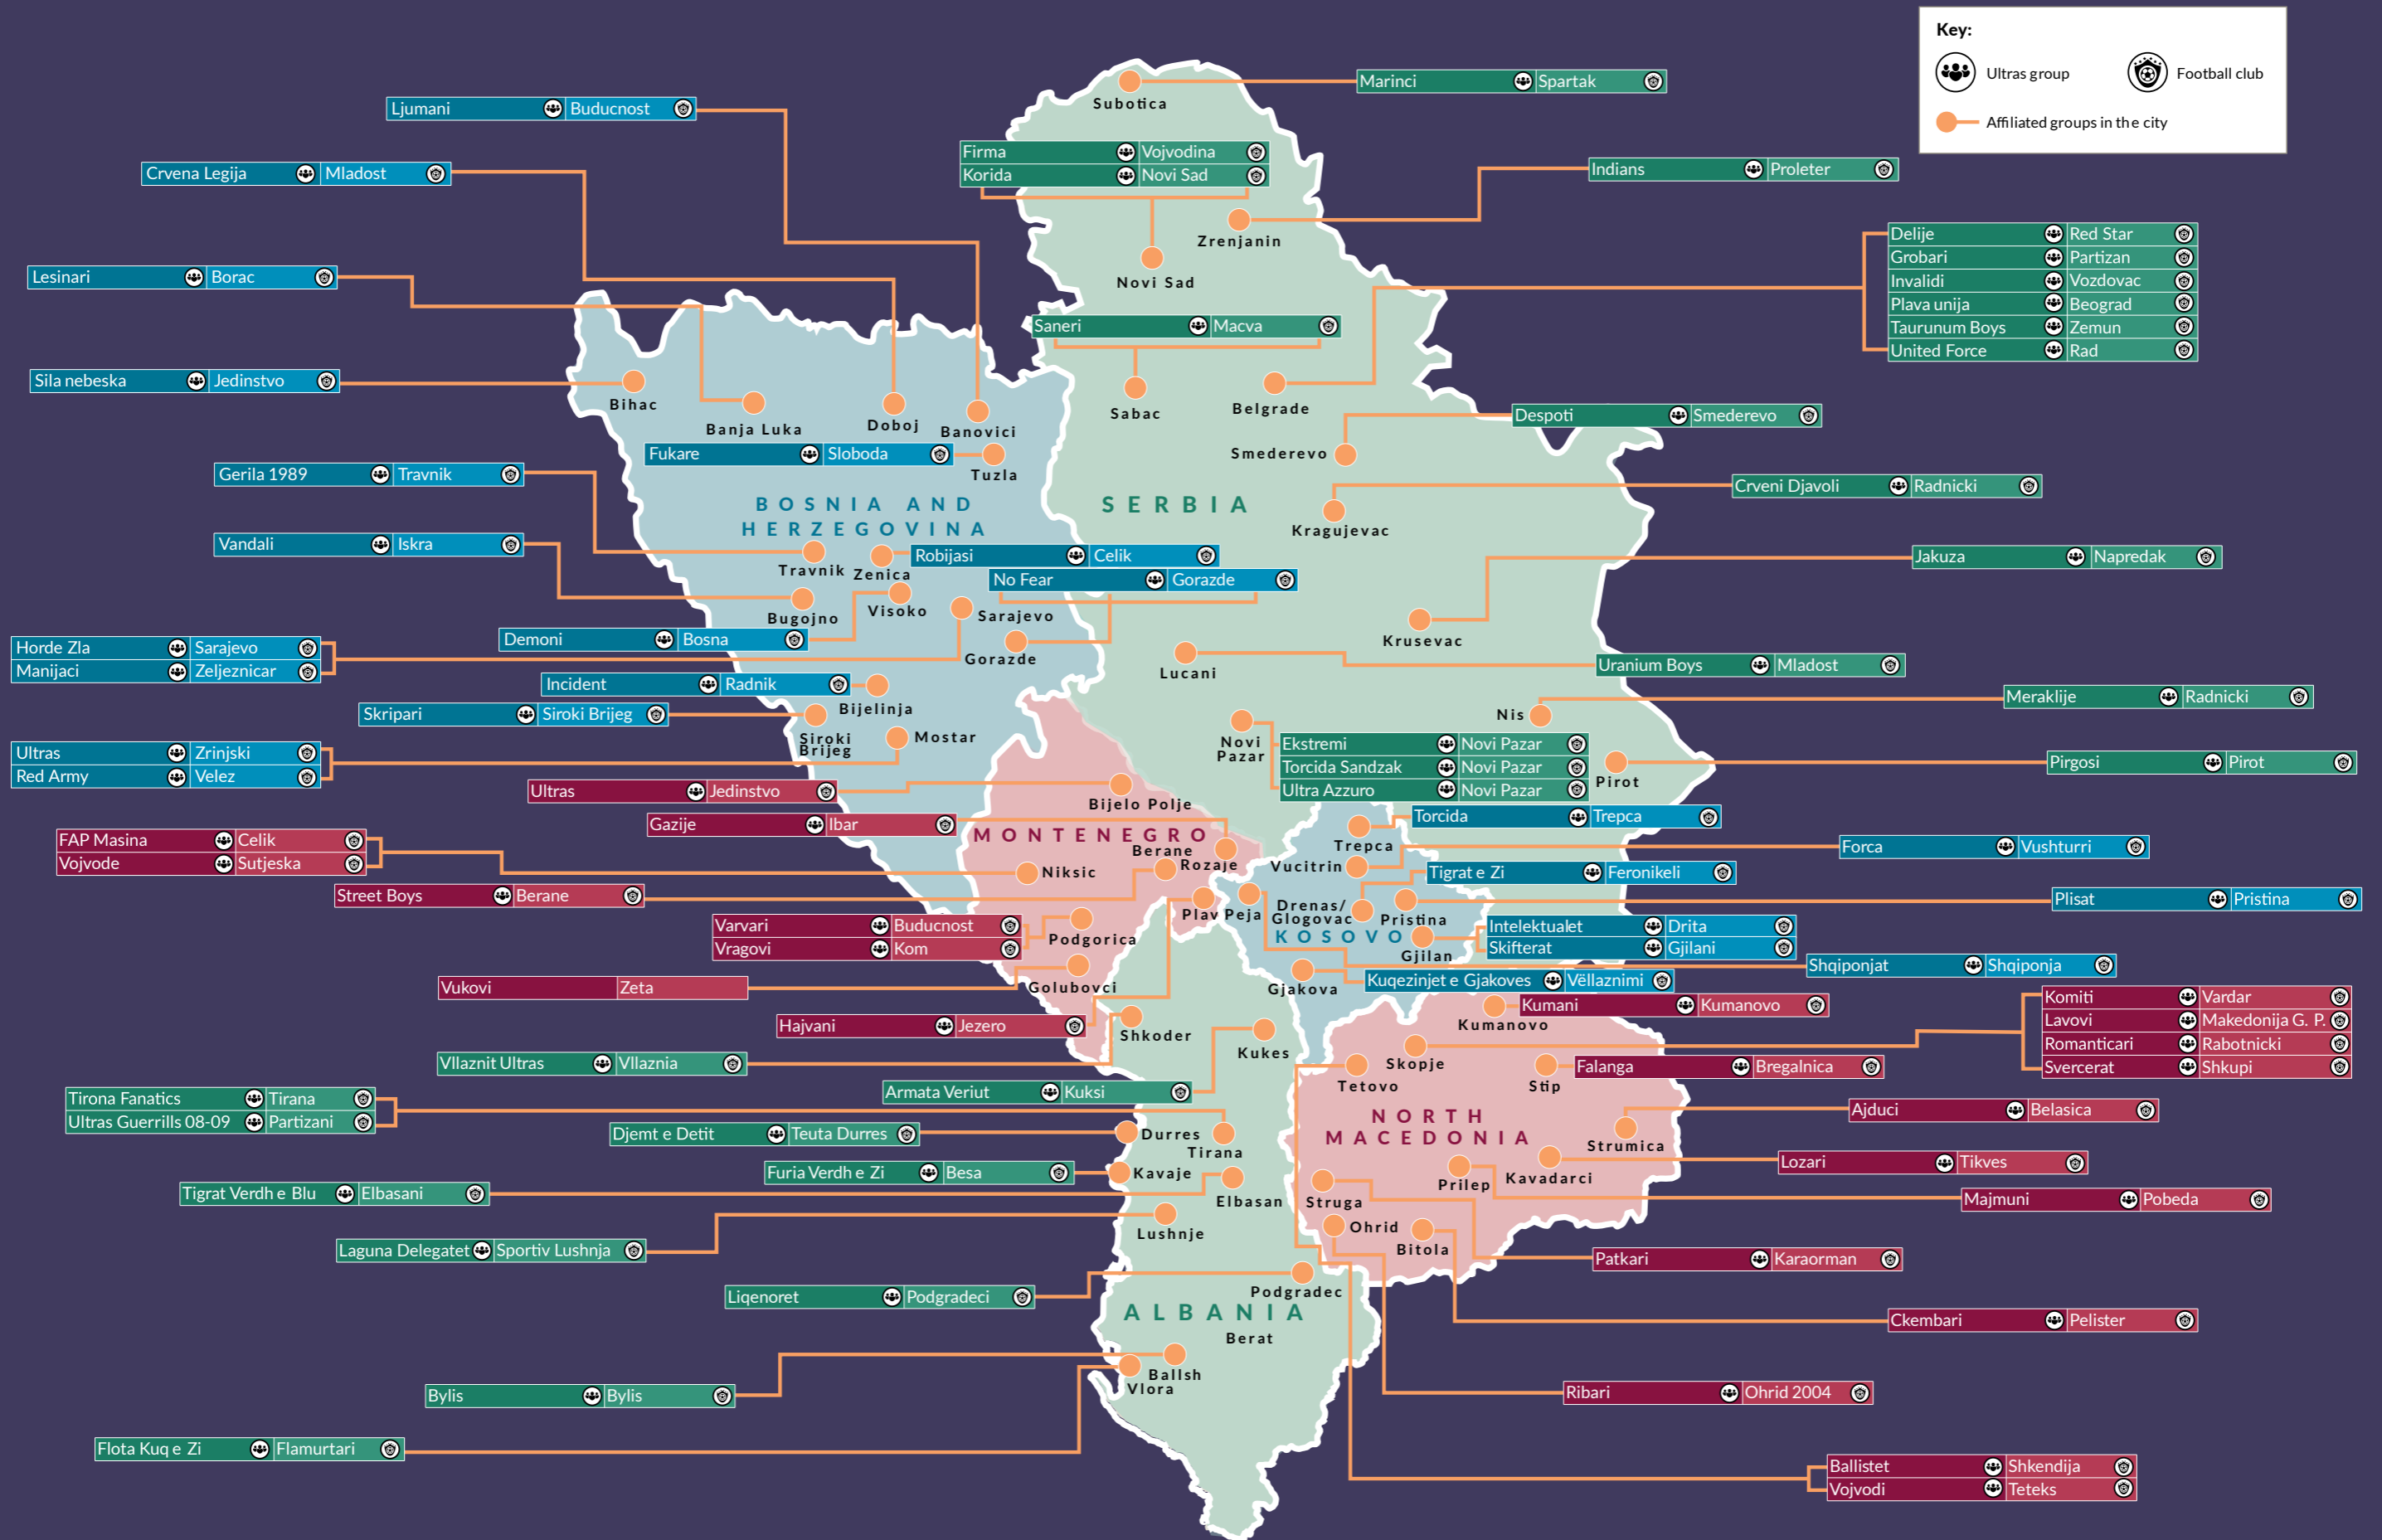 Key:
Ultras group
Football club
Affiliated groups in the city
Marinci Spartak
Subotica
Ljumani Buducnost
Firma Vojvodina
Korida Novi Sad
Crvena Legija Mladost
Indians Proleter
Zrenjanin
Novi Sad
Delije Red Star
Grobari Partizan
Invalidi Vozdovac
Plava unija Beograd
Taurunum Boys Zemun
United Force Rad
Lesinari Borac
Saneri Macva
Sila nebeska Jedinstvo
Bihac
Banja Luka
Doboj
Banovici
Sabac
Belgrade
Despoti Smederevo
Fukare Sloboda
Tuzla
Smederevo
Gerila 1989 Travnik
Crveni Djavoli Radnicki
BOSNIA AND
HERZEGOVINA
SERBIA
Kragujevac
Vandali Iskra
Travnik
Zenica
Robijasi Celik
Jakuza Napredak
No Fear Gorazde
Bugojno
Visoko
Sarajevo
Krusevac
Demoni Bosna
Horde Zla Sarajevo
Manijaci Zeljeznicar
Gorazde
Lucani
Uranium Boys Mladost
Incident Radnik
Bijelinja
Meraklije Radnicki
Skripari Siroki Brijeg
Siroki
Brijeg
Mostar
Nis
Novi
Pazar
Ultras Zrinjski
Red Army Velez
Ekstremi Novi Pazar
Torcida Sandzak Novi Pazar
Ultra Azzuro Novi Pazar
Pirot
Pirgosi Pirot
Ultras Jedinstvo
Bijelo Polje
Gazije Ibar
MONTENEGRO
Torcida Trepca
Trepca
FAP Masina Celik
Vojvode Sutjeska
Berane
Rozaje
Niksic
Vucitrin
Forca Vushturri
Tigrat e Zi Feronikeli
Street Boys Berane
Plav
Peja
Drenas/
Glogovac
Pristina
Plisat Pristina
Varvari Buducnost
Vragovi Kom
Podgorica
KOSOVO
Gjilan
Intelektualet Drita
Skifterat Gjilani
Shqiponjat Shqiponja
Vukovi Zeta
Golubovci
Gjakova
Kuqezinjet e Gjakoves Vëllaznimi
Hajvani Jezero
Shkoder
Kumani Kumanovo
Kumanovo
Komiti Vardar
Lavovi Makedonija G. P.
Romanticari Rabotnicki
Svercerat Shkupi
Vllaznit Ultras Vllaznia
Kukes
Skopje
Tetovo
Stip
Falanga Bregalnica
Armata Veriut Kuksi
Tirona Fanatics Tirana
Ultras Guerrills 08-09 Partizani
Ajduci Belasica
NORTH
MACEDONIA
Djemt e Detit Teuta Durres
Durres
Tirana
Strumica
Furia Verdh e Zi Besa
Kavaje
Lozari Tikves
Tigrat Verdh e Blu Elbasani
Elbasan
Struga
Prilep
Kavadarci
Majmuni Pobeda
Lushnje
Ohrid
Bitola
Laguna Delegatet Sportiv Lushnja
Patkari Karaorman
Liqenoret Podgradeci
Podgradec
ALBANIA
Berat
Ckembari Pelister
Ballsh
Vlora
Bylis Bylis
Ribari Ohrid 2004
Flota Kuq e Zi Flamurtari
Ballistet Shkendija
Vojvodi Teteks